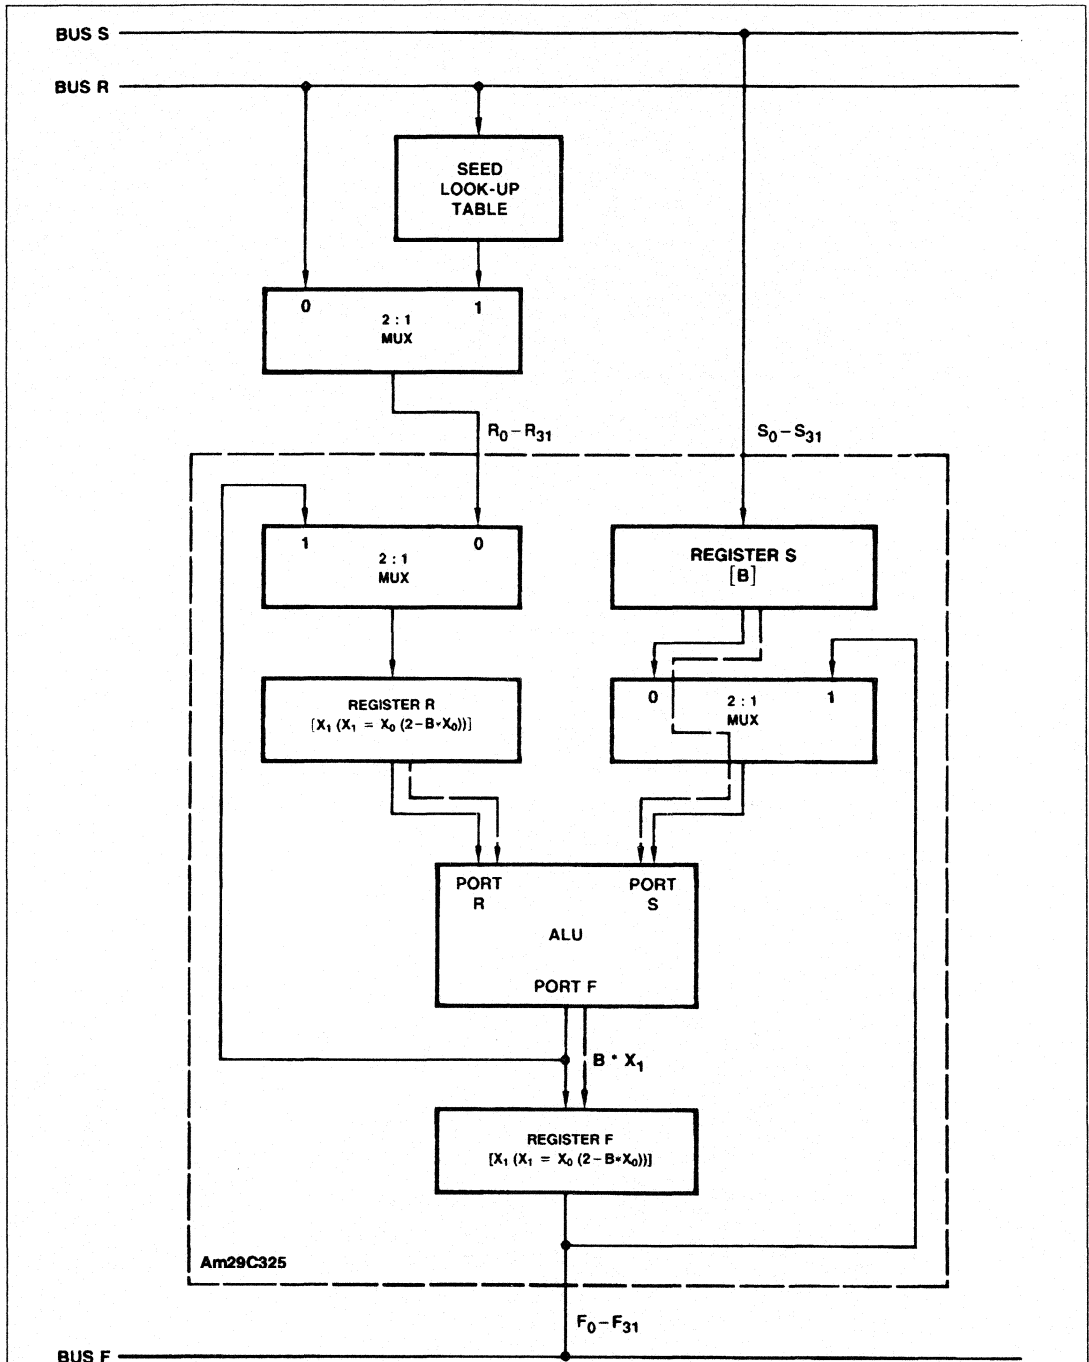 BUS S
BUS R
SEED
LOOK-UP
TABLE
0 1
2 : 1
MUX
R0–R31
S0–S31
1 0
2 : 1
MUX
REGISTER S
[B]
REGISTER R
[X1 (X1 = X0 (2–B*X0))]
0 1
2 : 1
MUX
PORT
R
PORT
S
ALU
PORT F
B * X1
REGISTER F
[X1 (X1 = X0 (2–B*X0))]
Am29C325
F0–F31
BUS F